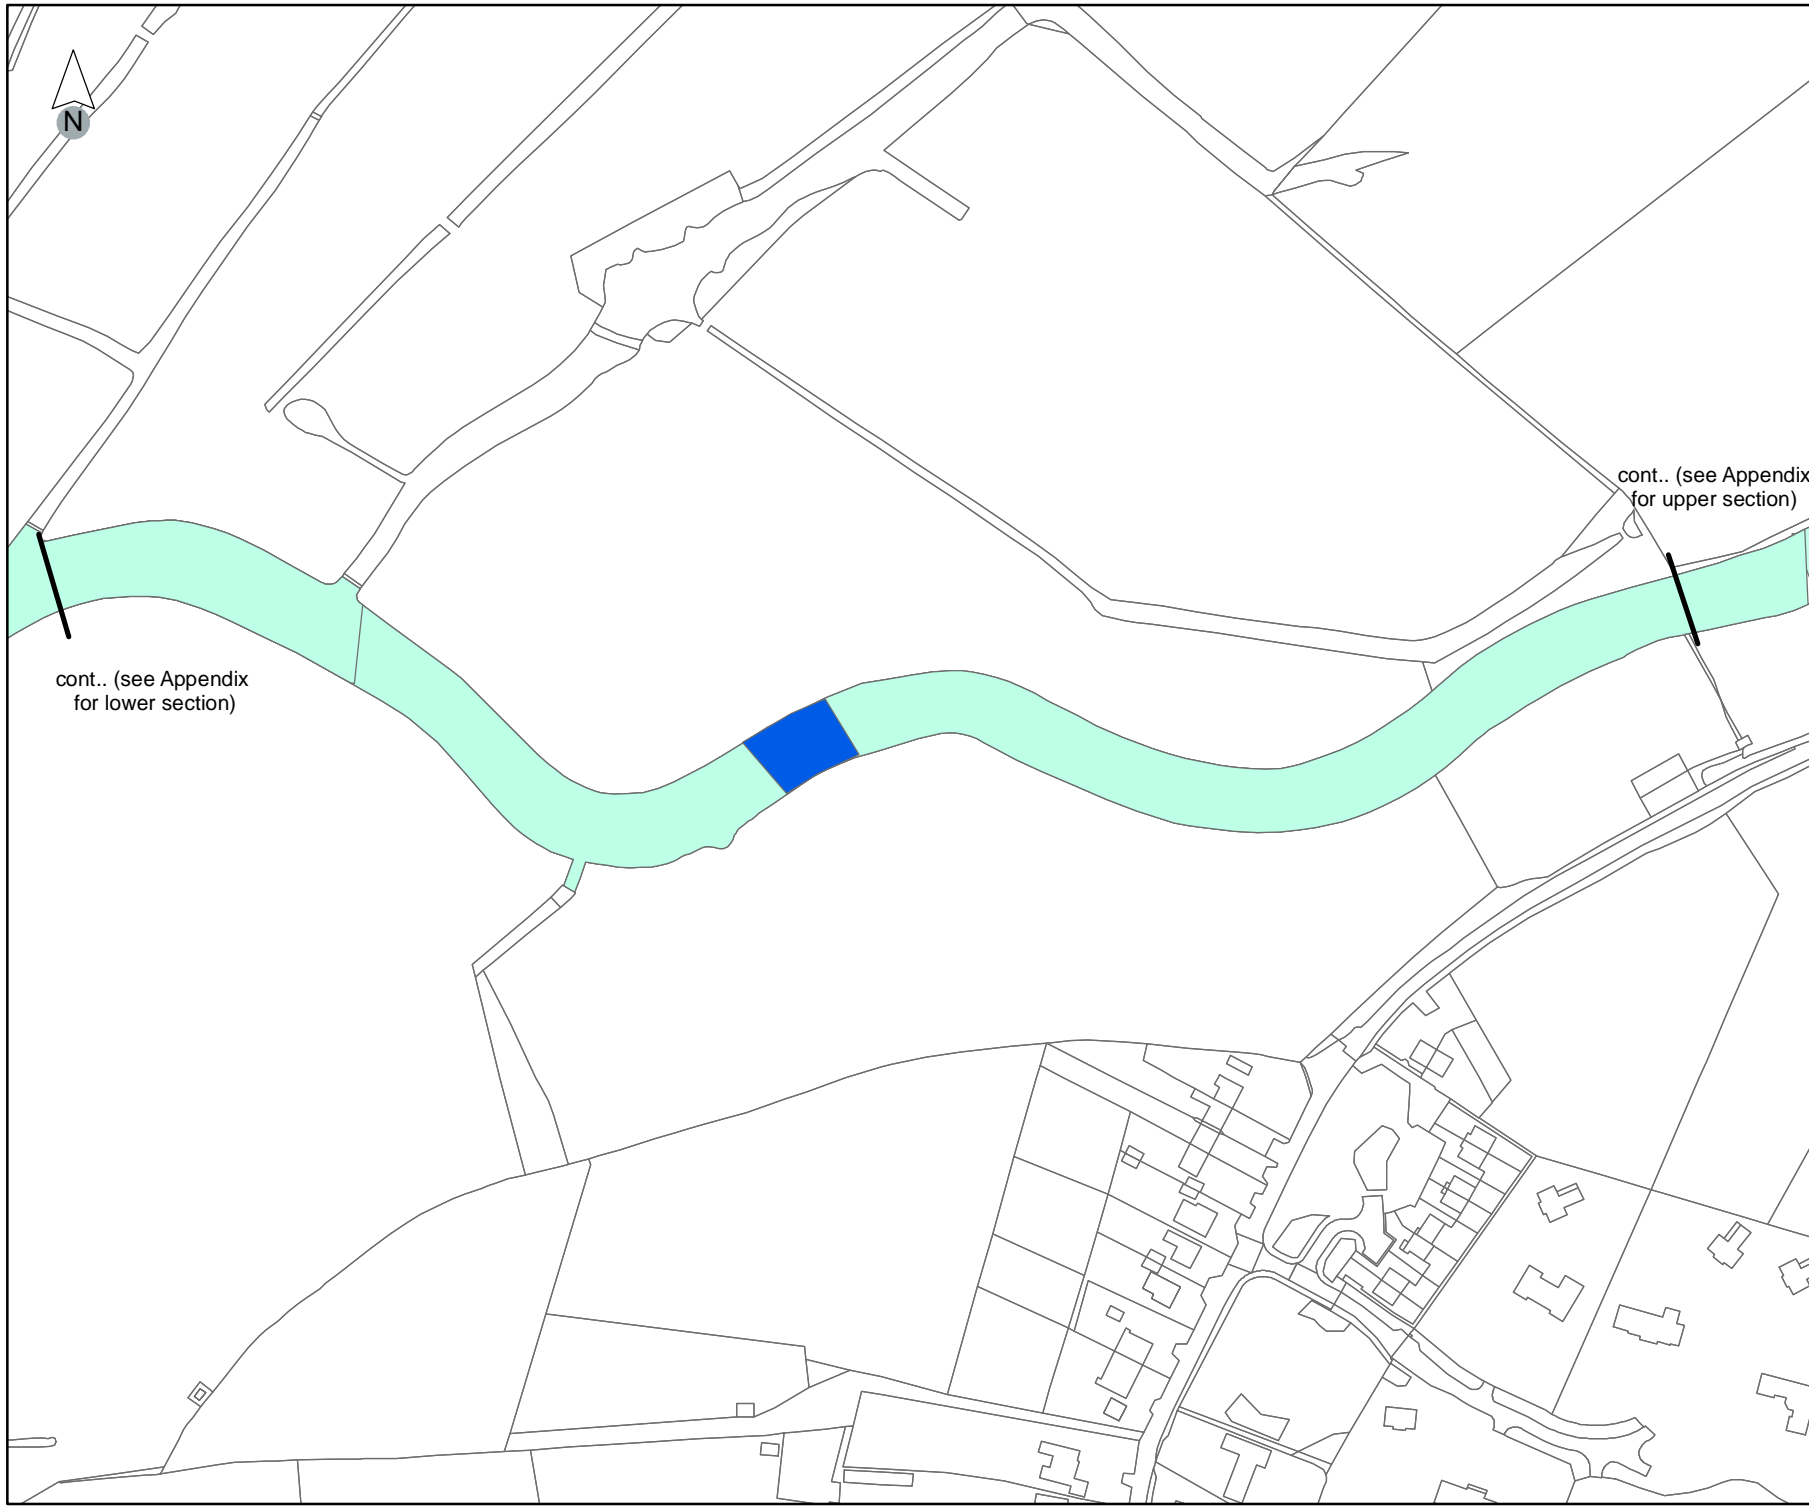 N
cont.. (see Appendix
for upper section)
cont.. (see Appendix
for lower section)